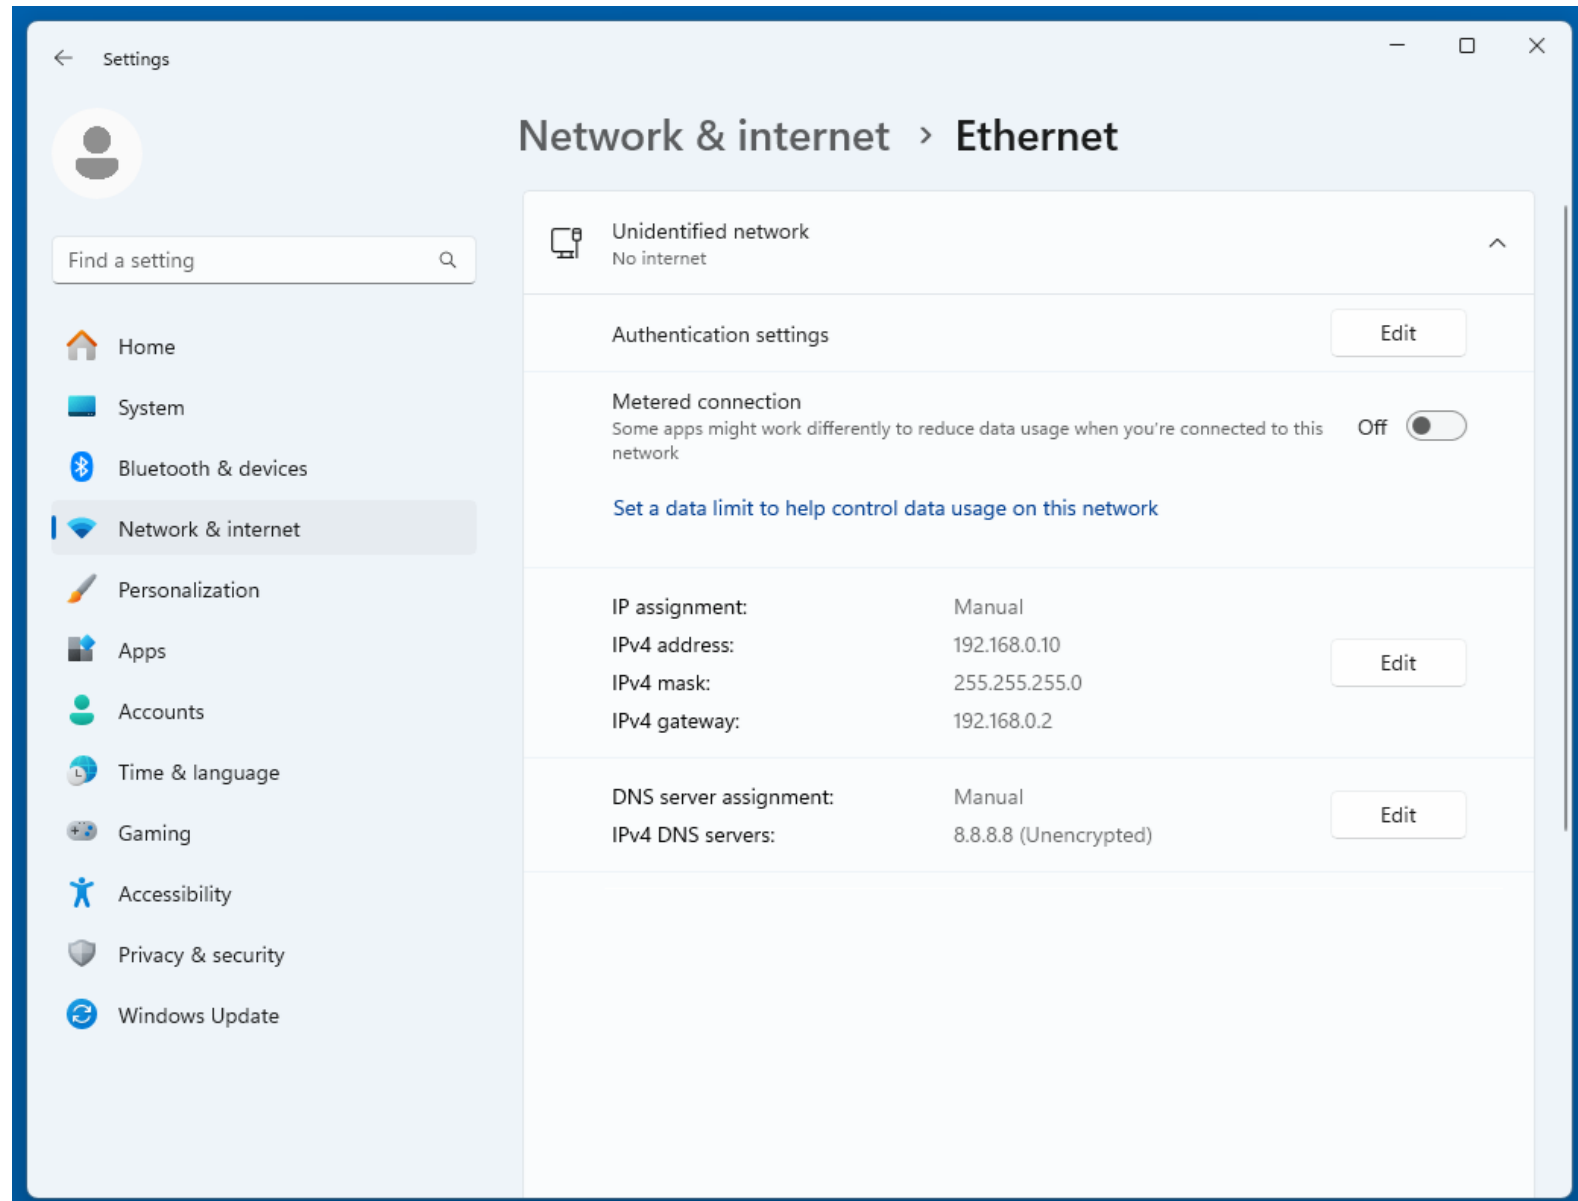 Settings
Network & internet › Ethernet
Find a setting
Home
System
Bluetooth & devices
Network & internet
Personalization
Apps
Accounts
Time & language
Gaming
Accessibility
Privacy & security
Windows Update
Unidentified network
No internet
Authentication settings
Edit
Metered connection
Some apps might work differently to reduce data usage when you're connected to this
network
Off
Set a data limit to help control data usage on this network
IP assignment: Manual
IPv4 address: 192.168.0.10
IPv4 mask: 255.255.255.0
IPv4 gateway: 192.168.0.2
Edit
DNS server assignment: Manual
IPv4 DNS servers: 8.8.8.8 (Unencrypted)
Edit